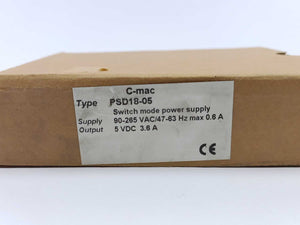 C-mac
Type PSD18-05
Switch mode power supply
Supply 90-265 VAC/47-63 Hz max 0.6 A
Output 5 VDC 3.6 A
CE